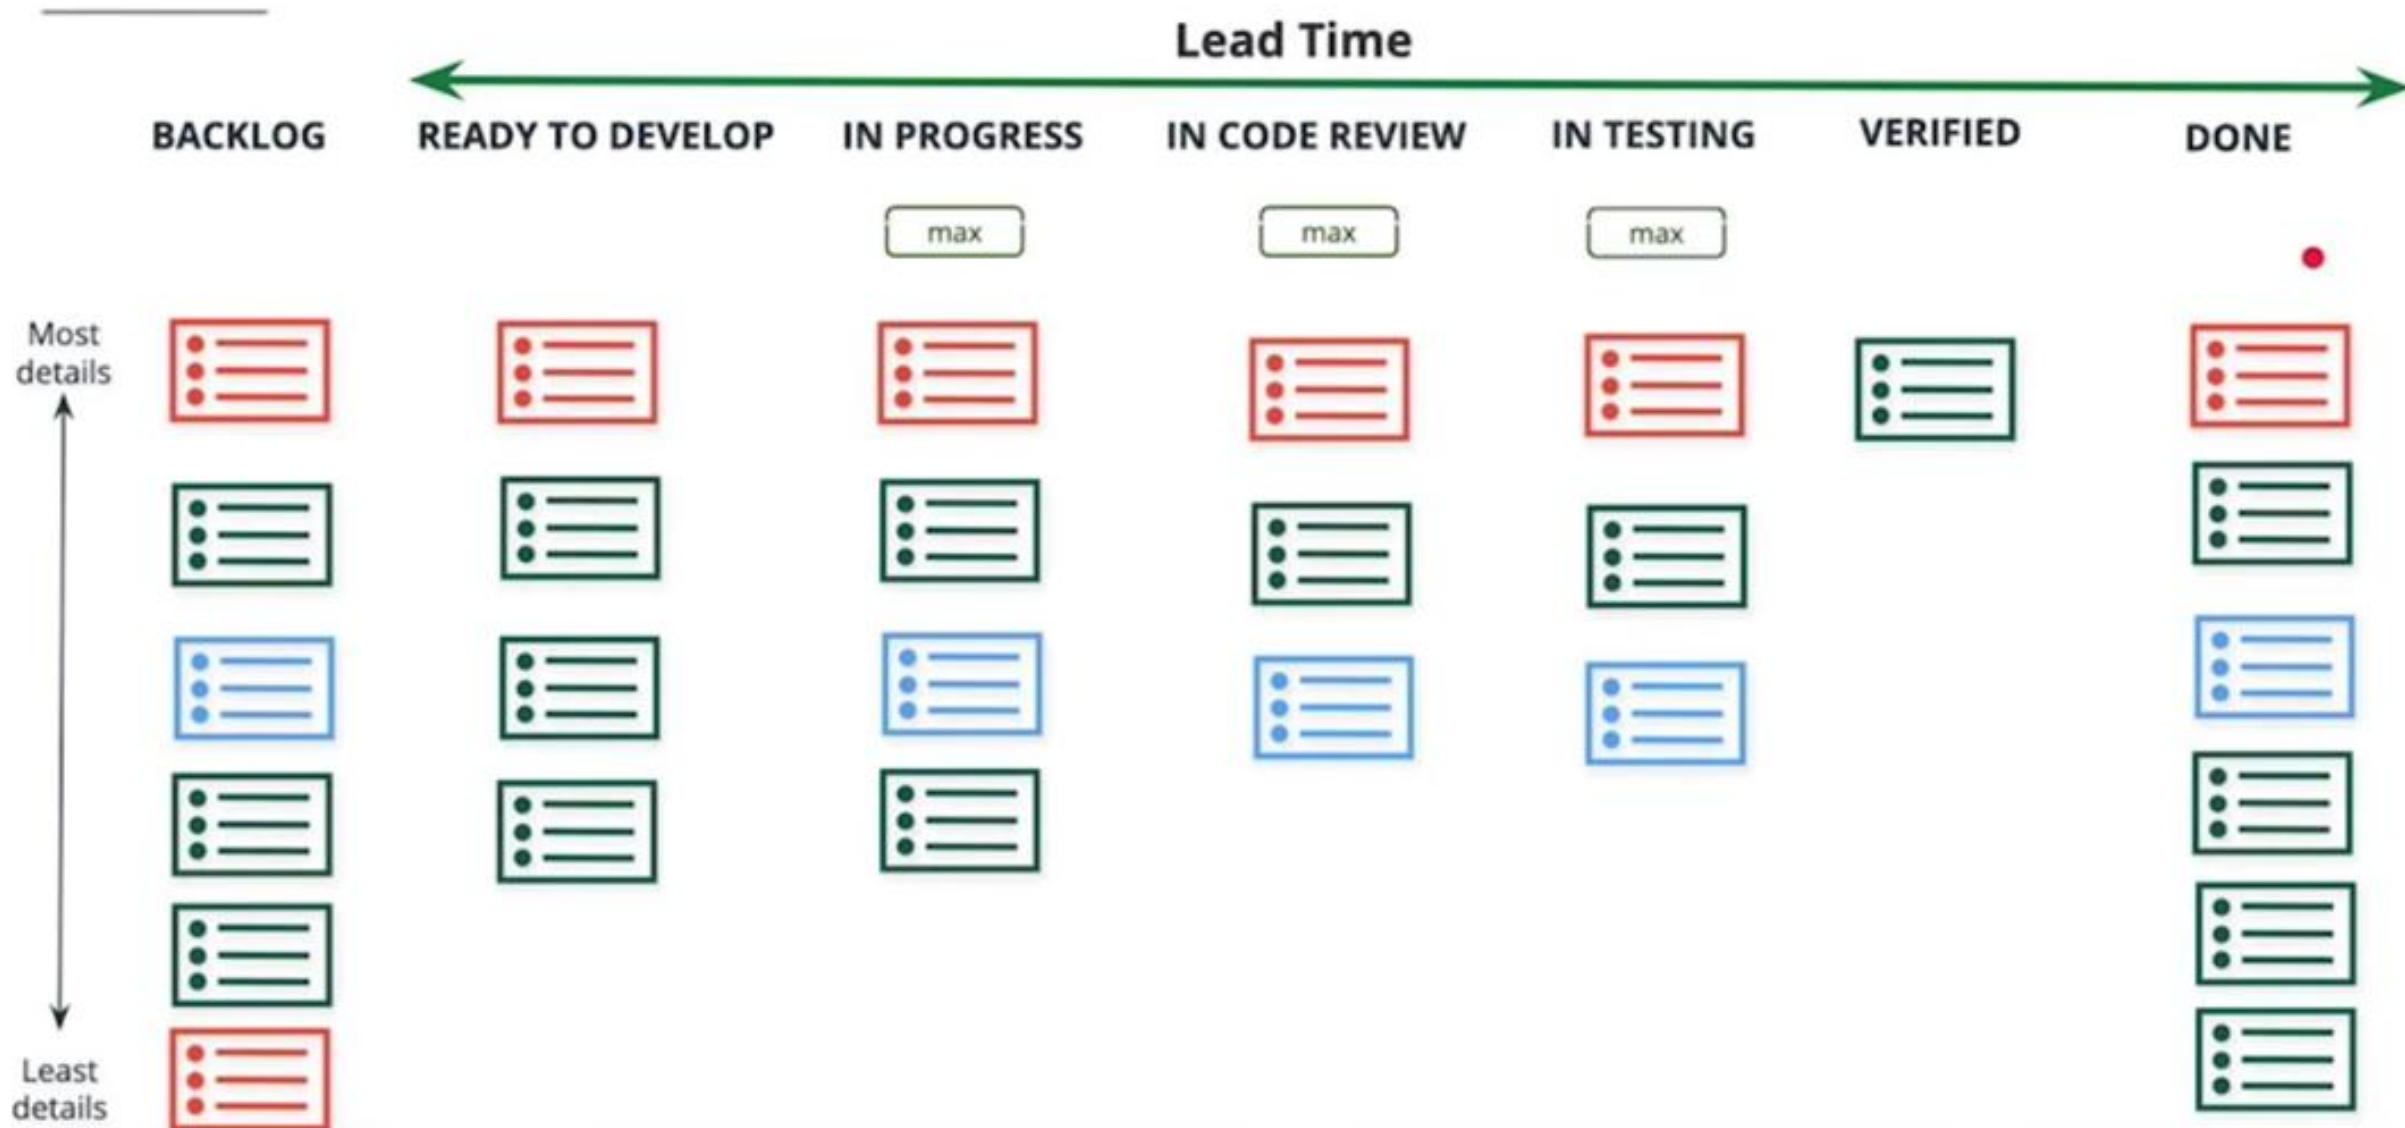 Lead Time
BACKLOG
READY TO DEVELOP
IN PROGRESS
IN CODE REVIEW
IN TESTING
VERIFIED
DONE
max
max
max
Most
details
Least
details